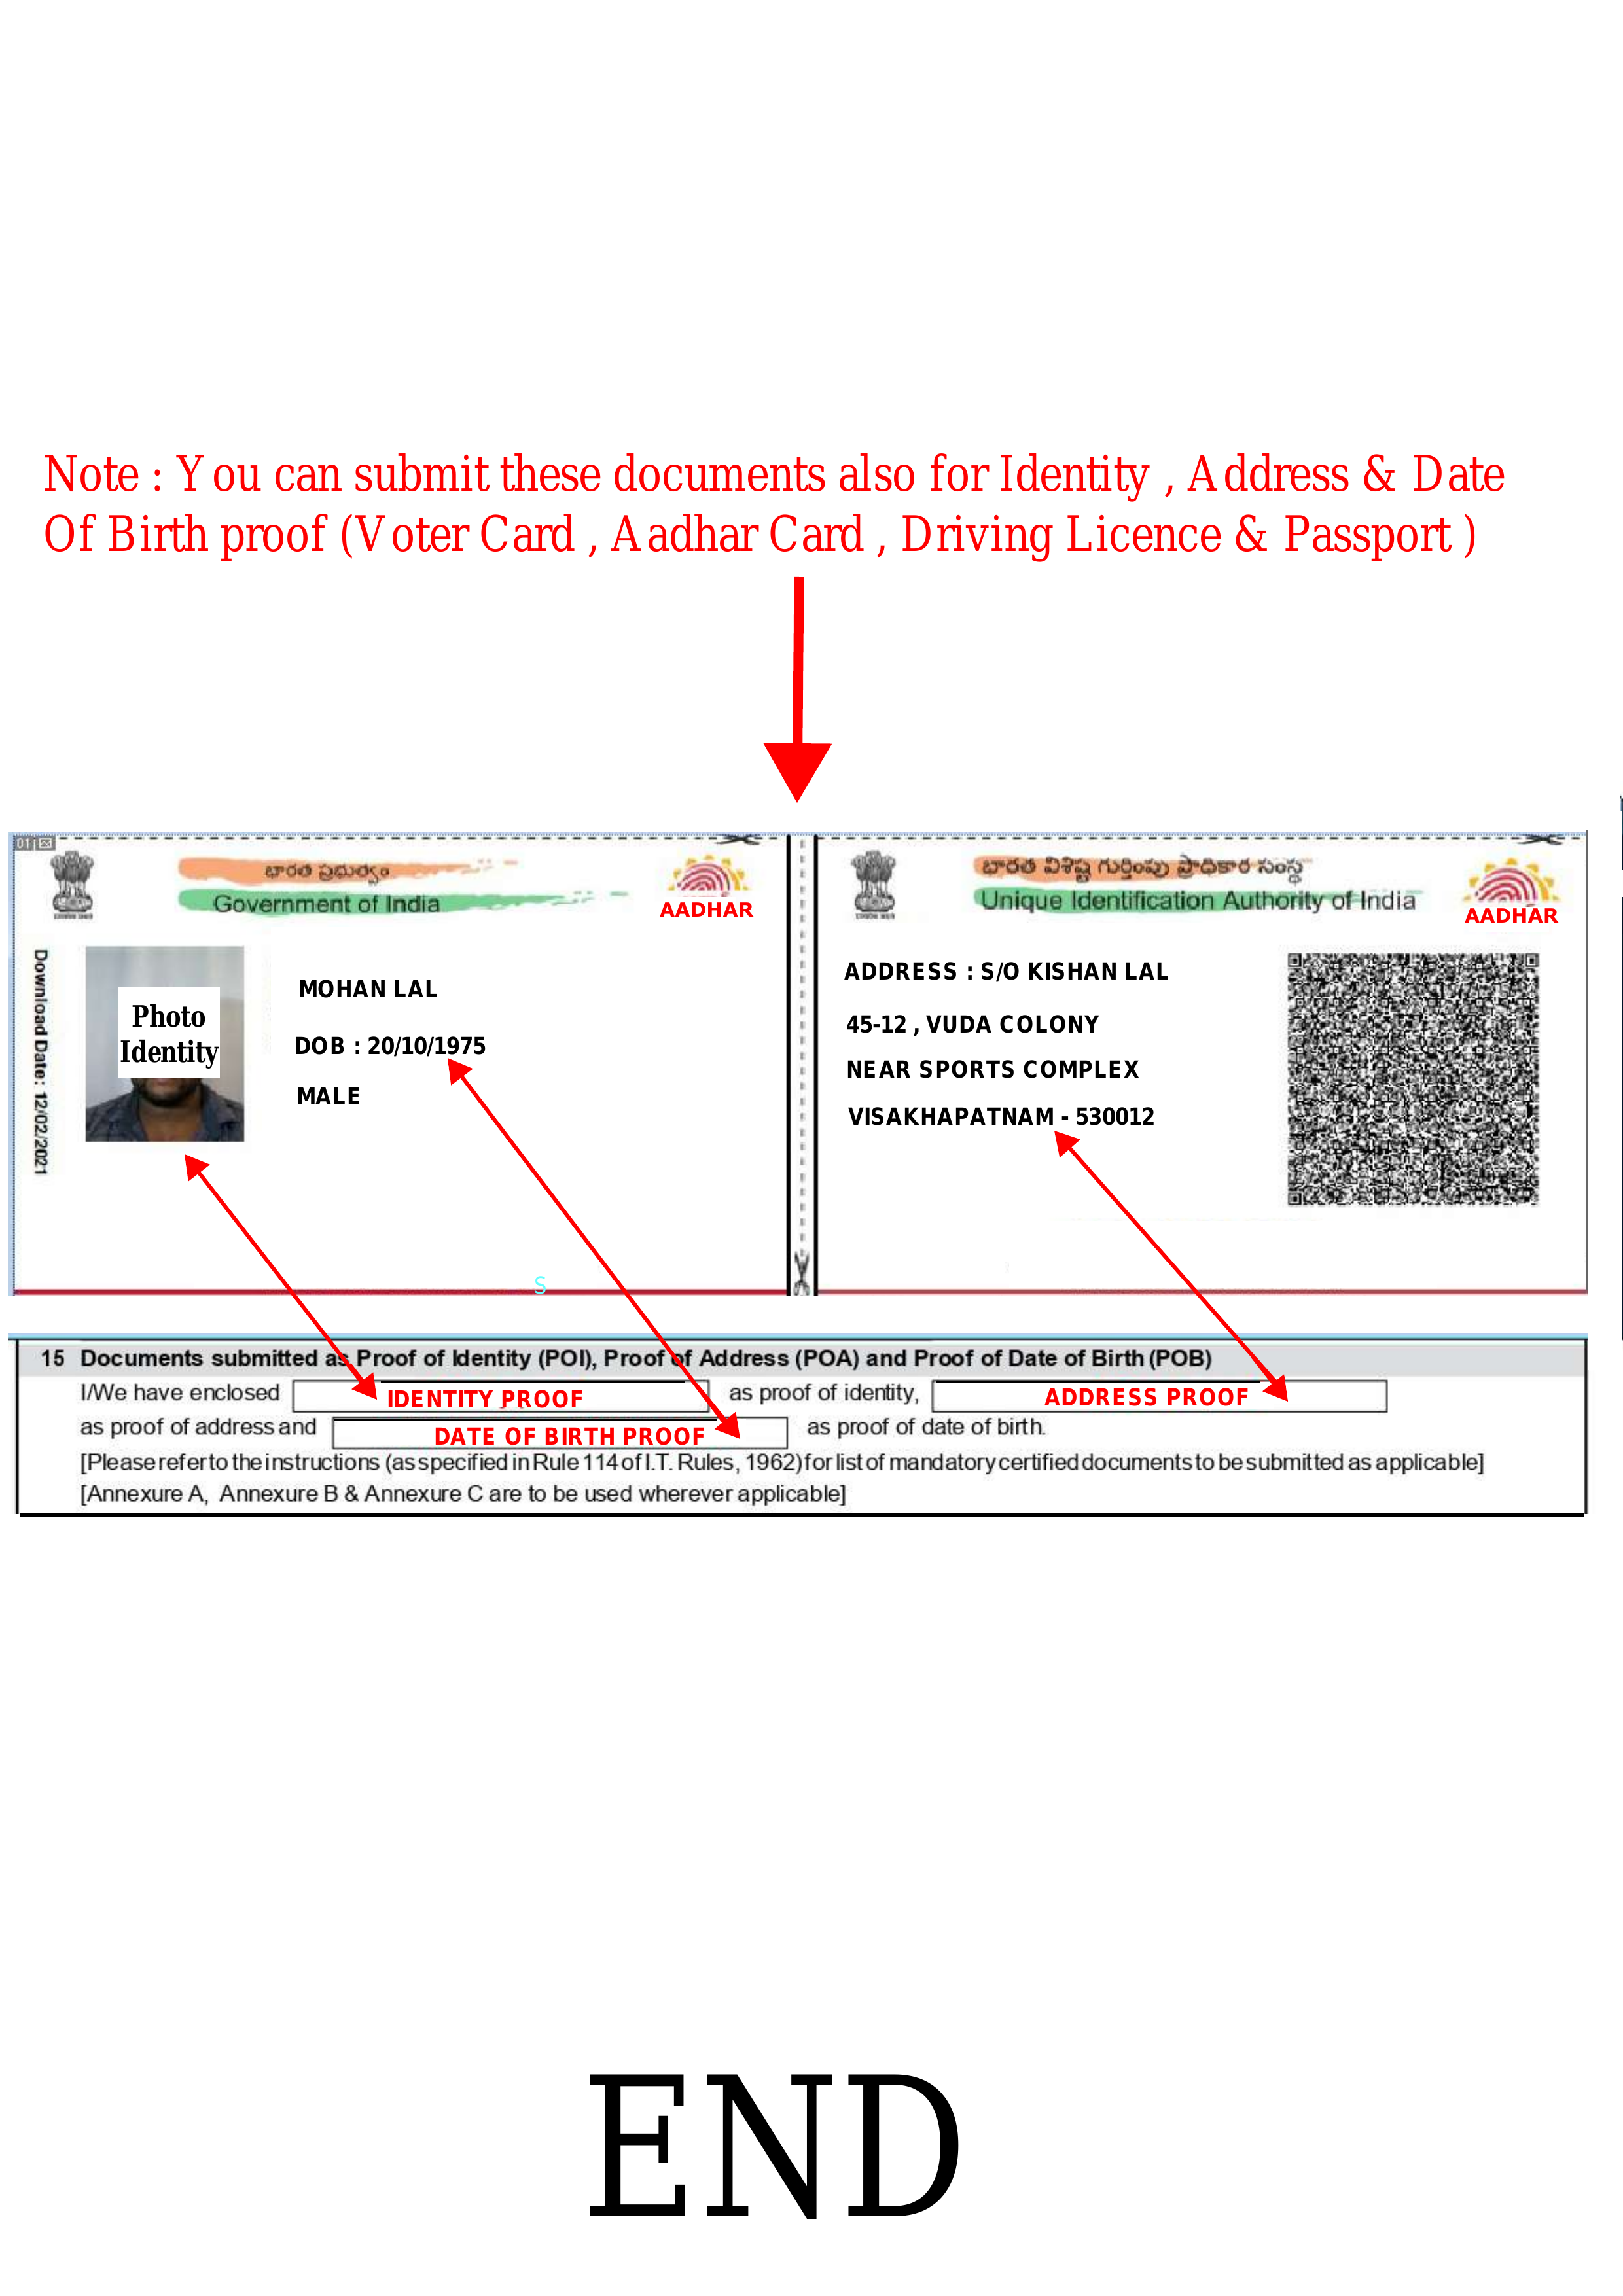 Note : You can submit these documents also for Identity , Address & Date
Of Birth proof (Voter Card , Aadhar Card , Driving Licence & Passport )
భారత ప్రభుత్వం
Government of India
AADHAR
Download Date: 12/02/2021
Photo
Identity
MOHAN LAL
DOB : 20/10/1975
MALE
భారత విశిష్ట గుర్తింపు ప్రాధికార సంస్థ
Unique Identification Authority of India
AADHAR
ADDRESS : S/O KISHAN LAL
45-12 , VUDA COLONY
NEAR SPORTS COMPLEX
VISAKHAPATNAM - 530012
S
15 Documents submitted as Proof of Identity (POI), Proof of Address (POA) and Proof of Date of Birth (POB)
I/We have enclosed IDENTITY PROOF as proof of identity, ADDRESS PROOF
as proof of address and DATE OF BIRTH PROOF as proof of date of birth.
[Please refer to the instructions (as specified in Rule 114 of I.T. Rules, 1962) for list of mandatory certified documents to be submitted as applicable]
[Annexure A, Annexure B & Annexure C are to be used wherever applicable]
END